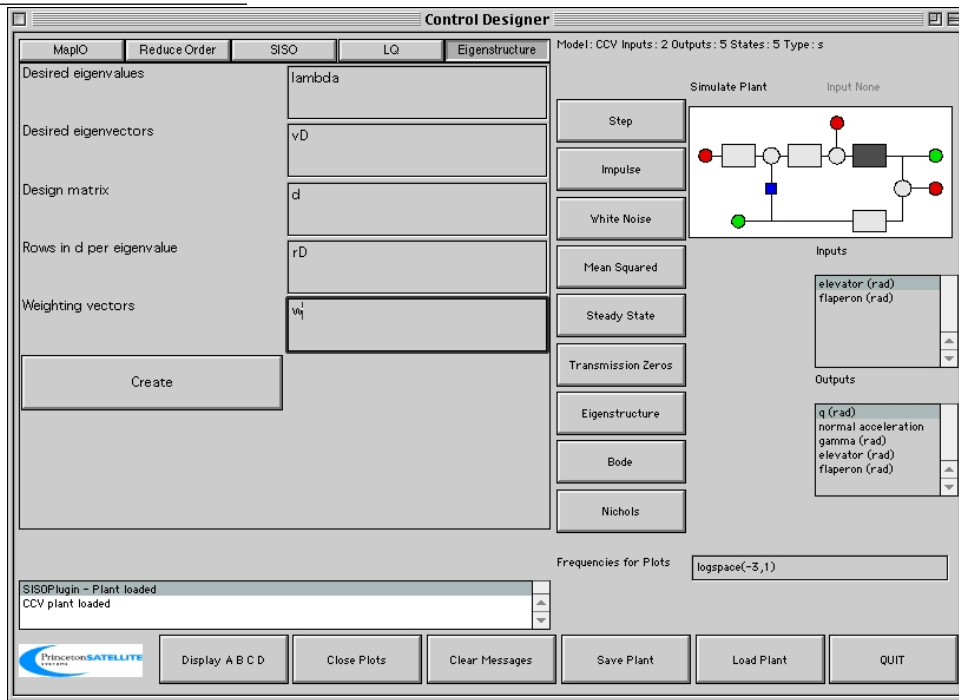 Control Designer
MapIO
Reduce Order
SISO
LQ
Eigenstructure
Model: CCV Inputs: 2 Outputs: 5 States: 5 Type: s
Desired eigenvalues
lambda
Desired eigenvectors
vD
Design matrix
d
Rows in d per eigenvalue
rD
Weighting vectors
w
Create
Simulate Plant
Input None
Step
Impulse
White Noise
Mean Squared
Steady State
Transmission Zeros
Eigenstructure
Bode
Nichols
Inputs
elevator (rad)
flaperon (rad)
Outputs
q (rad)
normal acceleration
gamma (rad)
elevator (rad)
flaperon (rad)
Frequencies for Plots
logspace(-3,1)
SISOPlugin - Plant loaded
CCV plant loaded
Princeton SATELLITE
SYSTEMS
Display A B C D
Close Plots
Clear Messages
Save Plant
Load Plant
QUIT